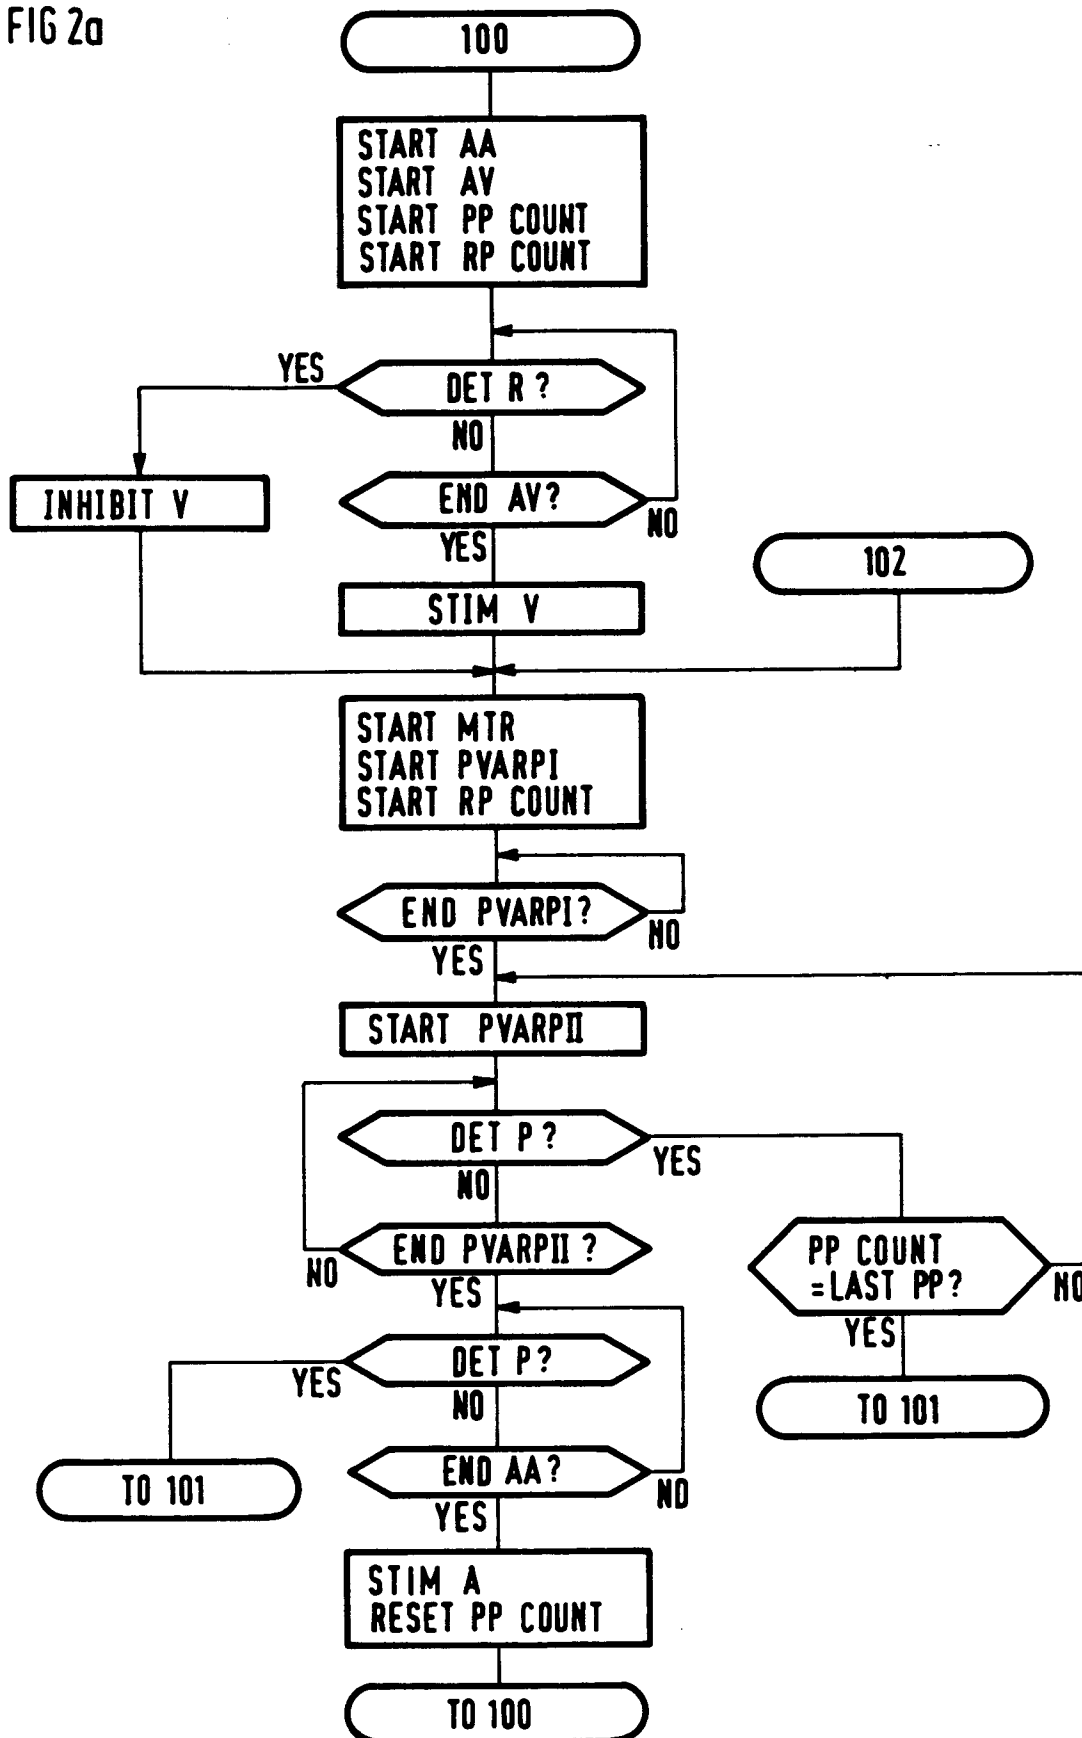 FIG 2a
100
START AA
START AV
START PP COUNT
START RP COUNT
YES
DET R ?
NO
INHIBIT V
END AV?
NO
YES
102
STIM V
START MTR
START PVARPI
START RP COUNT
END PVARPI?
NO
YES
START PVARPII
DET P ?
YES
NO
END PVARPII ?
NO
YES
PP COUNT
=LAST PP?
NO
YES
DET P?
YES
NO
TO 101
END AA?
NO
TO 101
YES
STIM A
RESET PP COUNT
TO 100